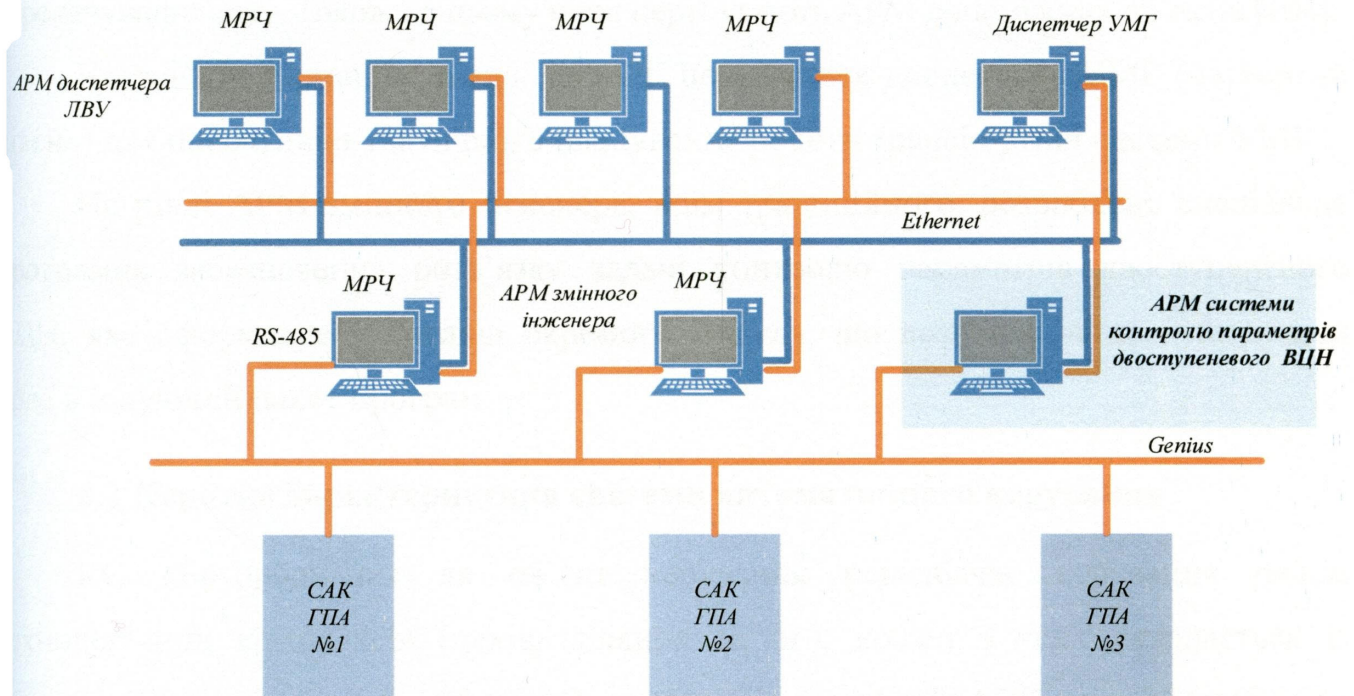 МРЧ
МРЧ
МРЧ
МРЧ
Диспетчер УМГ
АРМ диспетчера
ЛВУ
Ethernet
МРЧ
АРМ змінного
інженера
МРЧ
RS-485
АРМ системи
контролю параметрів
двоступеневого ВЦН
Genius
САК
ГПА
№1
САК
ГПА
№2
САК
ГПА
№3